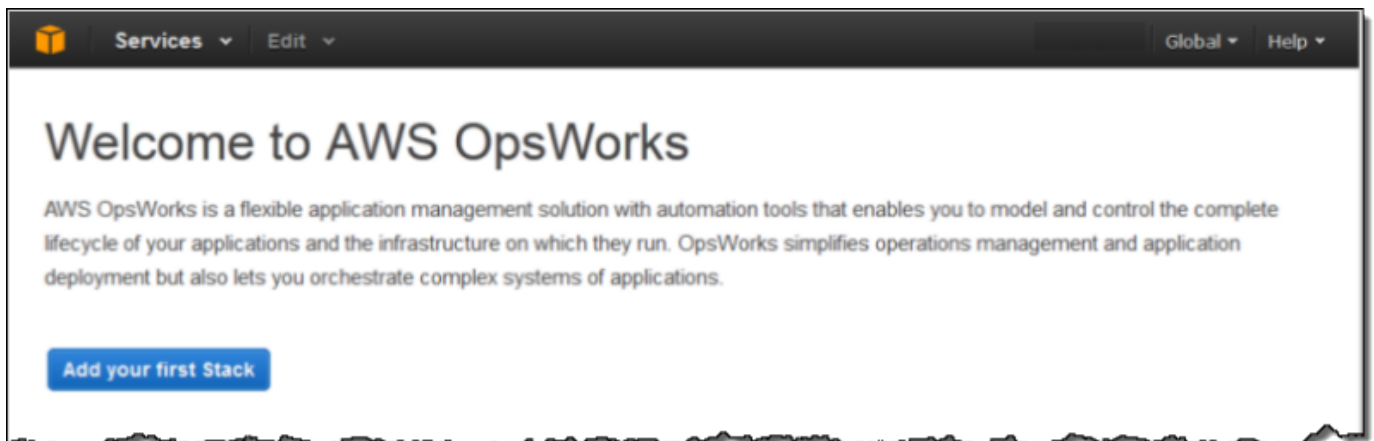 Services Edit Global Help
Welcome to AWS OpsWorks
AWS OpsWorks is a flexible application management solution with automation tools that enables you to model and control the complete
lifecycle of your applications and the infrastructure on which they run. OpsWorks simplifies operations management and application
deployment but also lets you orchestrate complex systems of applications.
Add your first Stack